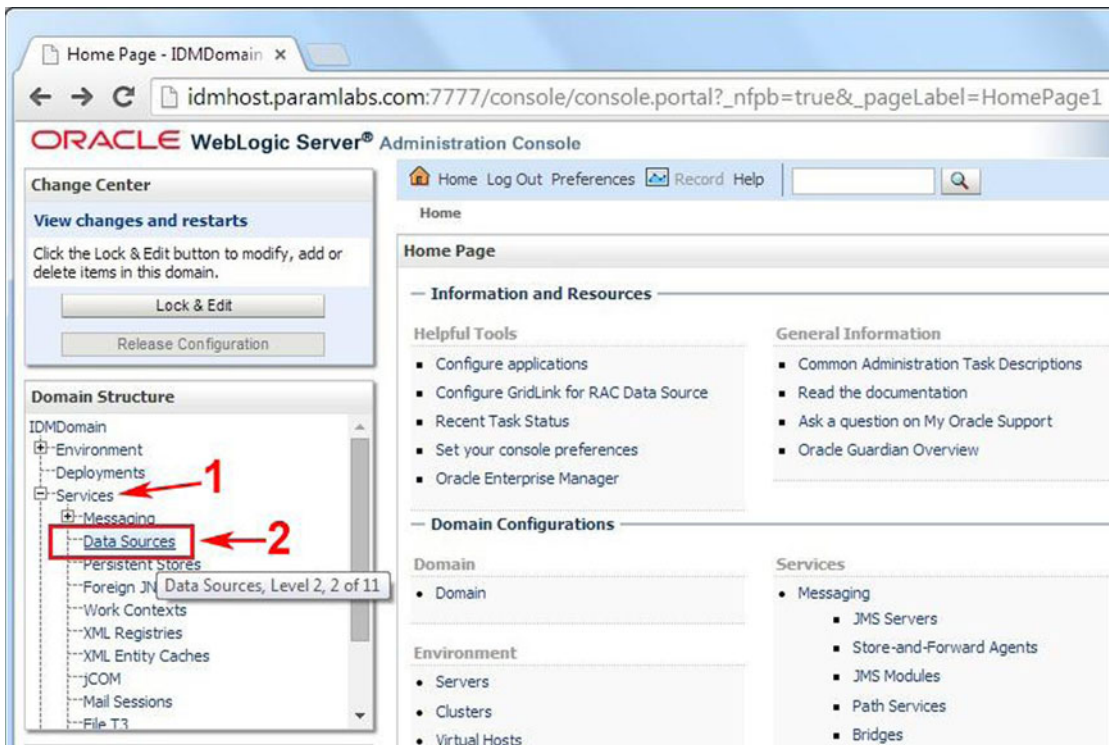 Home Page - IDMDomain ×
idmhost.paramlabs.com:7777/console/console.portal?_nfpb=true&_pageLabel=HomePage1
ORACLE WebLogic Server® Administration Console
Change Center
View changes and restarts
Click the Lock & Edit button to modify, add or
delete items in this domain.
Lock & Edit
Release Configuration
Domain Structure
IDMDomain
Environment
Deployments
Services
1
Messaging
Data Sources
2
Persistent Stores
Foreign JN
Data Sources, Level 2, 2 of 11
Work Contexts
XML Registries
XML Entity Caches
jCOM
Mail Sessions
File T3
Home Log Out Preferences Record Help
Home
Home Page
Information and Resources
Helpful Tools
Configure applications
Configure GridLink for RAC Data Source
Recent Task Status
Set your console preferences
Oracle Enterprise Manager
General Information
Common Administration Task Descriptions
Read the documentation
Ask a question on My Oracle Support
Oracle Guardian Overview
Domain Configurations
Domain
Domain
Environment
Servers
Clusters
Virtual Hosts
Services
Messaging
JMS Servers
Store-and-Forward Agents
JMS Modules
Path Services
Bridges